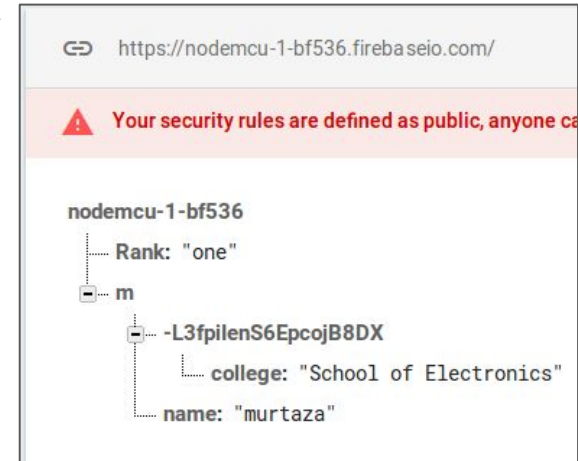 https://nodemcu-1-bf536.firebaseio.com/
Your security rules are defined as public, anyone ca
nodemcu-1-bf536
Rank: "one"
m
-L3fpilenS6EpcojB8DX
college: "School of Electronics"
name: "murtaza"